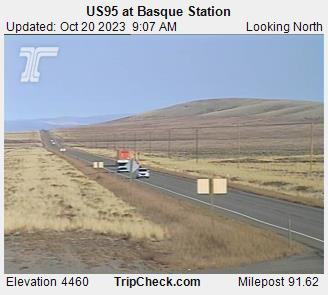 US95 at Basque Station
Updated: Oct 20 2023 9:07 AM Looking North
Elevation 4460 TripCheck.com Milepost 91.62